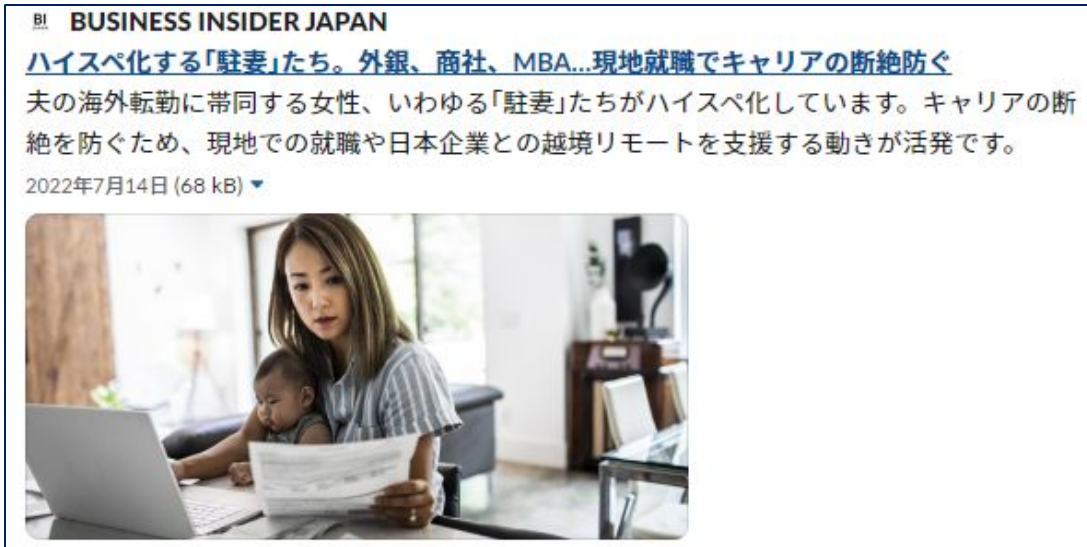 BI BUSINESS INSIDER JAPAN
ハイスペ化する「駐妻」たち。外銀、商社、MBA...現地就職でキャリアの断絶防ぐ
夫の海外転勤に帯同する女性、いわゆる「駐妻」たちがハイスペ化しています。キャリアの断
絶を防ぐため、現地での就職や日本企業との越境リモートを支援する動きが活発です。
2022年7月14日 (68 kB)